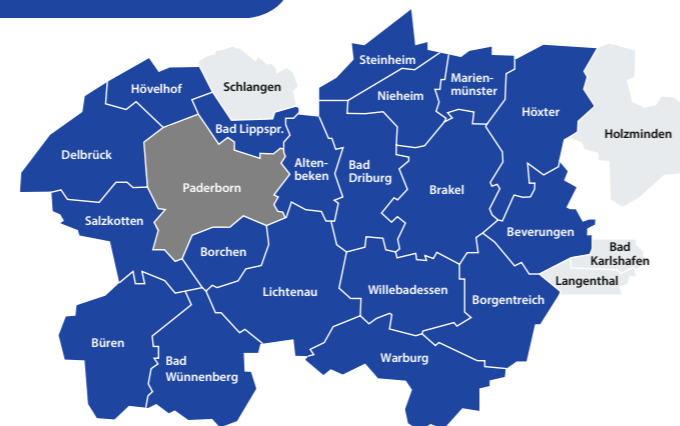 Steinheim
Schlangen
Hövelhof
Marien-
münster
Nieheim
Höxter
Bad Lippspr.
Holzminden
Delbrück
Alten-
beken
Bad
Driburg
Paderborn
Brakel
Salzkotten
Beverungen
Borchen
Bad
Karlshafen
Langenthal
Lichtenau
Willebadessen
Borgentreich
Büren
Warburg
Bad
Wünnenberg